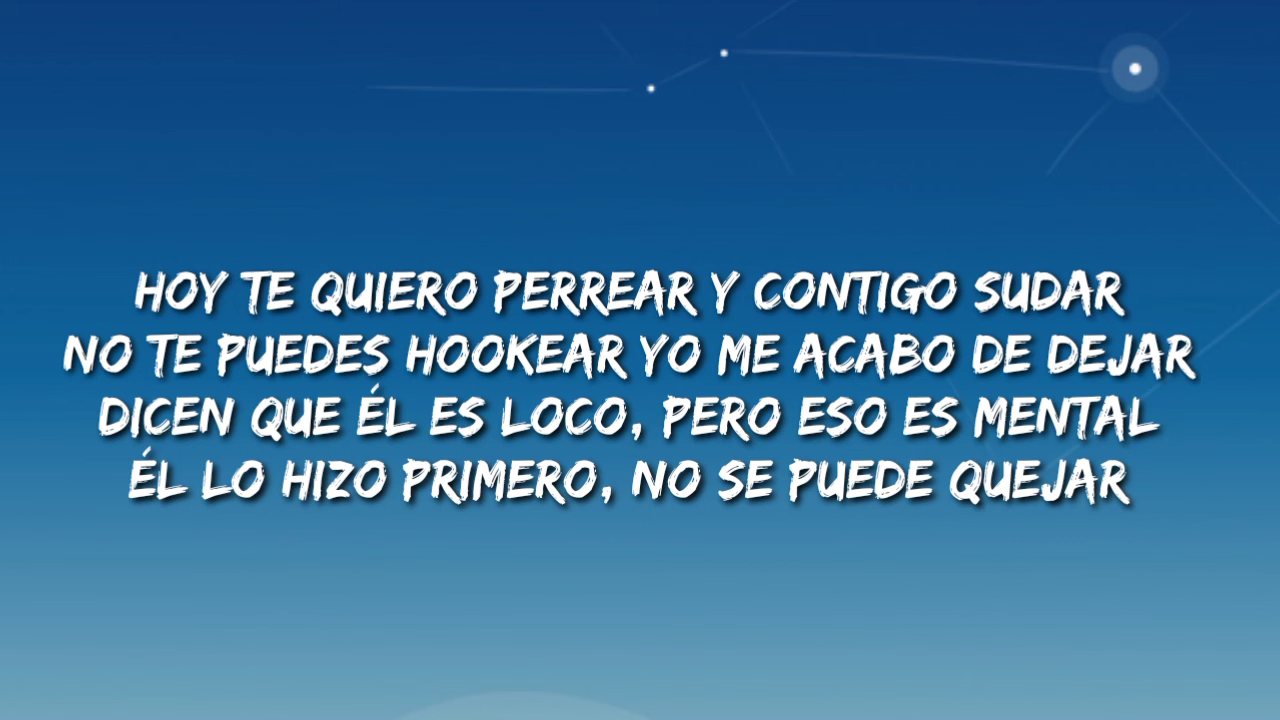 HOY TE QUIERO PERREAR Y CONTIGO SUDAR
NO TE PUEDES HOOKEAR YO ME ACABO DE DEJAR
DICEN QUE ÉL ES LOCO, PERO ESO ES MENTAL
ÉL LO HIZO PRIMERO, NO SE PUEDE QUEJAR